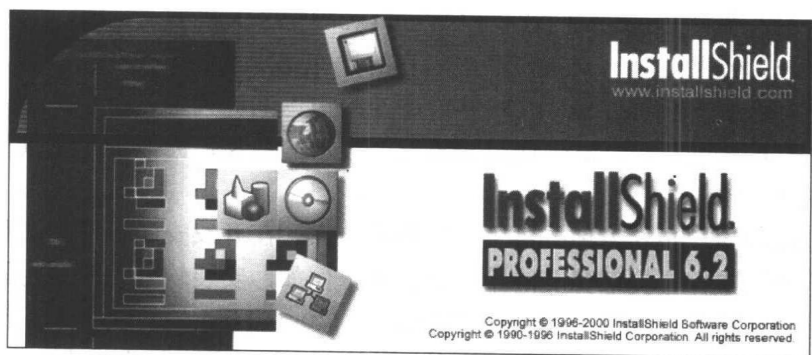 InstallShield
www.installshield.com
InstallShield.
PROFESSIONAL 6.2
Copyright © 1996-2000 InstallShield Software Corporation
Copyright © 1990-1996 InstallShield Corporation. All rights reserved.